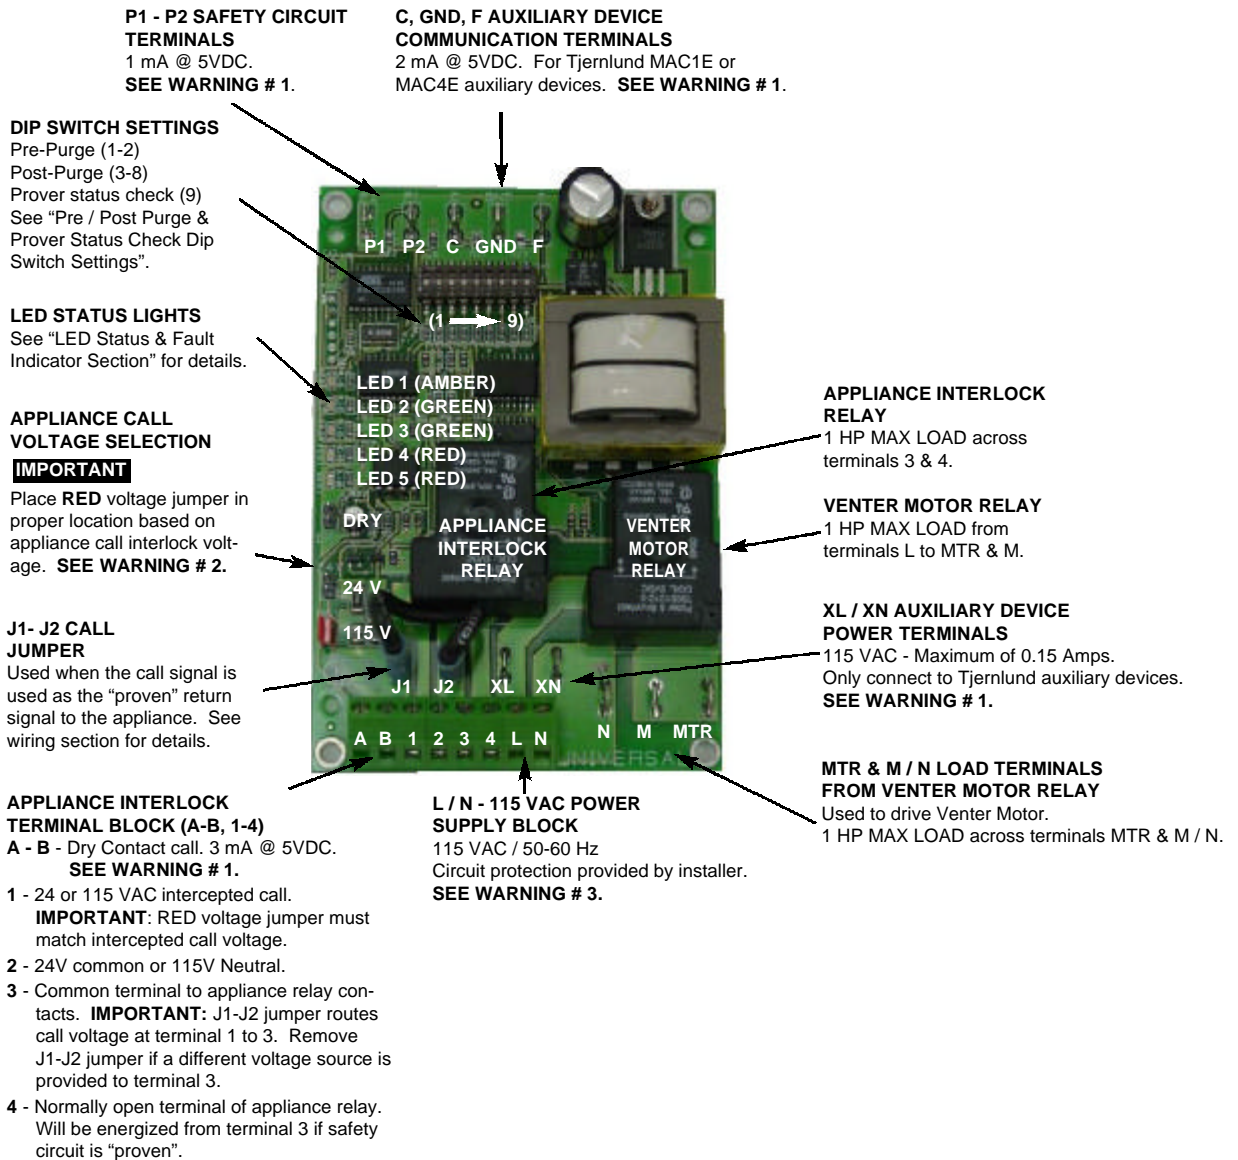 P1 - P2 SAFETY CIRCUIT
TERMINALS
1 mA @ 5VDC.
SEE WARNING # 1.
C, GND, F AUXILIARY DEVICE
COMMUNICATION TERMINALS
2 mA @ 5VDC. For Tjernlund MAC1E or
MAC4E auxiliary devices. SEE WARNING # 1.
DIP SWITCH SETTINGS
Pre-Purge (1-2)
Post-Purge (3-8)
Prover status check (9)
See “Pre / Post Purge &
Prover Status Check Dip
Switch Settings”.
LED STATUS LIGHTS
See “LED Status & Fault
Indicator Section” for details.
APPLIANCE CALL
VOLTAGE SELECTION
IMPORTANT
Place RED voltage jumper in
proper location based on
appliance call interlock volt-
age. SEE WARNING # 2.
J1- J2 CALL
JUMPER
Used when the call signal is
used as the “proven” return
signal to the appliance. See
wiring section for details.
P1 P2 C GND F
(1 9)
LED 1 (AMBER)
LED 2 (GREEN)
LED 3 (GREEN)
LED 4 (RED)
LED 5 (RED)
DRY
24 V
115 V
APPLIANCE
INTERLOCK
RELAY
VENTER
MOTOR
RELAY
J1 J2 XL XN
N M MTR
A B 1 2 3 4 L N
UNIVERSA
APPLIANCE INTERLOCK
RELAY
1 HP MAX LOAD across
terminals 3 & 4.
VENTER MOTOR RELAY
1 HP MAX LOAD from
terminals L to MTR & M.
XL / XN AUXILIARY DEVICE
POWER TERMINALS
115 VAC - Maximum of 0.15 Amps.
Only connect to Tjernlund auxiliary devices.
SEE WARNING # 1.
MTR & M / N LOAD TERMINALS
FROM VENTER MOTOR RELAY
Used to drive Venter Motor.
1 HP MAX LOAD across terminals MTR & M / N.
APPLIANCE INTERLOCK
TERMINAL BLOCK (A-B, 1-4)
A - B - Dry Contact call. 3 mA @ 5VDC.
SEE WARNING # 1.
1 - 24 or 115 VAC intercepted call.
IMPORTANT: RED voltage jumper must
match intercepted call voltage.
2 - 24V common or 115V Neutral.
3 - Common terminal to appliance relay con-
tacts. IMPORTANT: J1-J2 jumper routes
call voltage at terminal 1 to 3. Remove
J1-J2 jumper if a different voltage source is
provided to terminal 3.
4 - Normally open terminal of appliance relay.
Will be energized from terminal 3 if safety
circuit is “proven”.
L / N - 115 VAC POWER
SUPPLY BLOCK
115 VAC / 50-60 Hz
Circuit protection provided by installer.
SEE WARNING # 3.